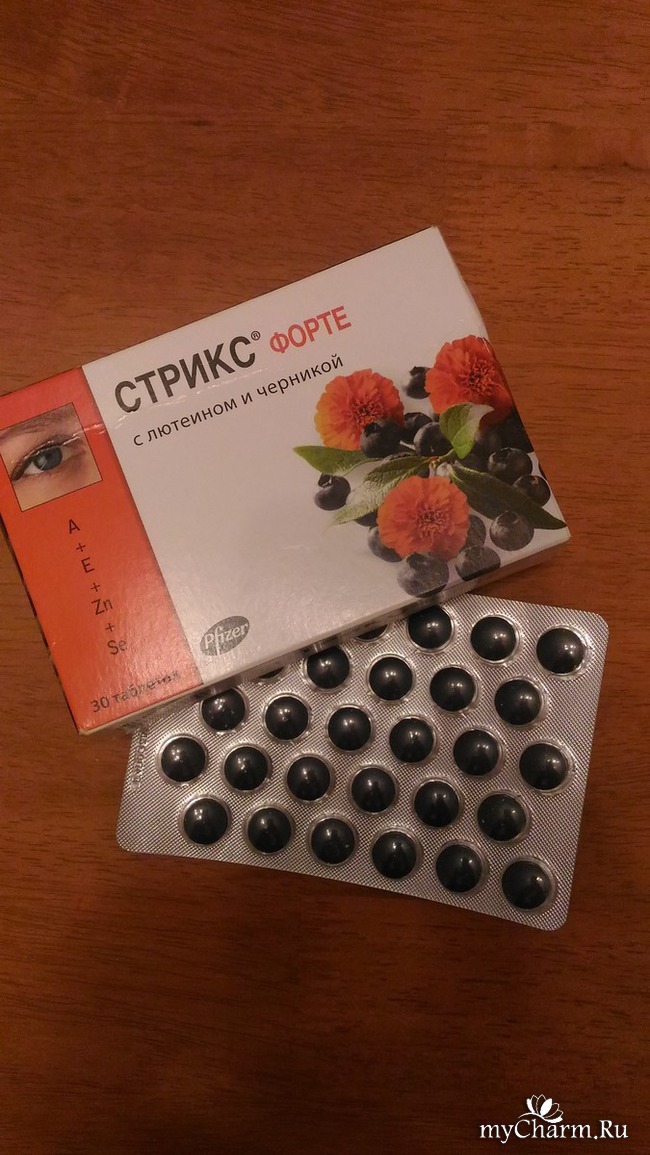 СТРИКС® ФОРТЕ
с лютеином и черникой
A
+
E
+
Zn
+
Se
30 таблеток
Pfizer
myCharm.Ru